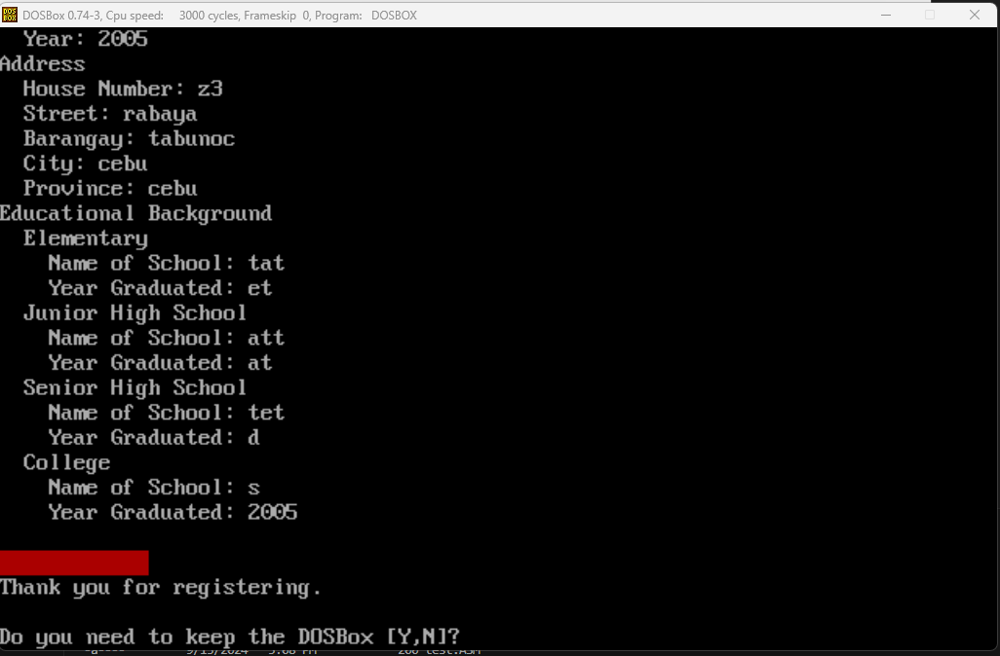 DOS
BOX
DOSBox 0.74-3, Cpu speed: 3000 cycles, Frameskip 0, Program: DOSBOX
Year: 2005
Address
House Number: z3
Street: rabaya
Barangay: tabunoc
City: cebu
Province: cebu
Educational Background
Elementary
Name of School: tat
Year Graduated: et
Junior High School
Name of School: att
Year Graduated: at
Senior High School
Name of School: tet
Year Graduated: d
College
Name of School: s
Year Graduated: 2005
Thank you for registering.
Do you need to keep the DOSBox [Y,N]?